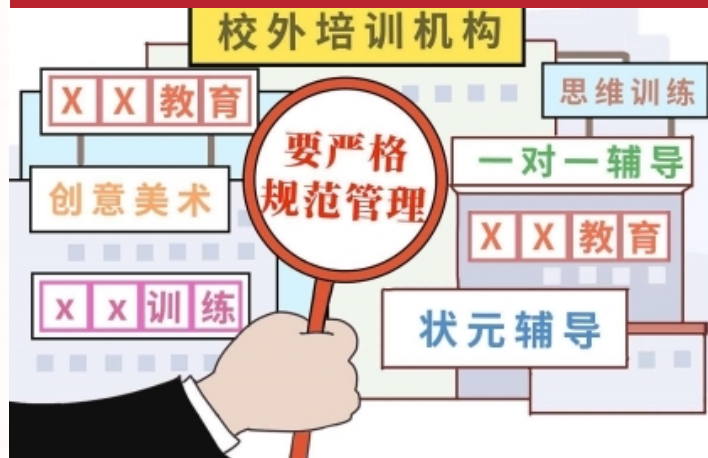 校外培训机构
XX教育
思维训练
要严格
规范管理
一对一辅导
创意美术
XX教育
xx训练
状元辅导